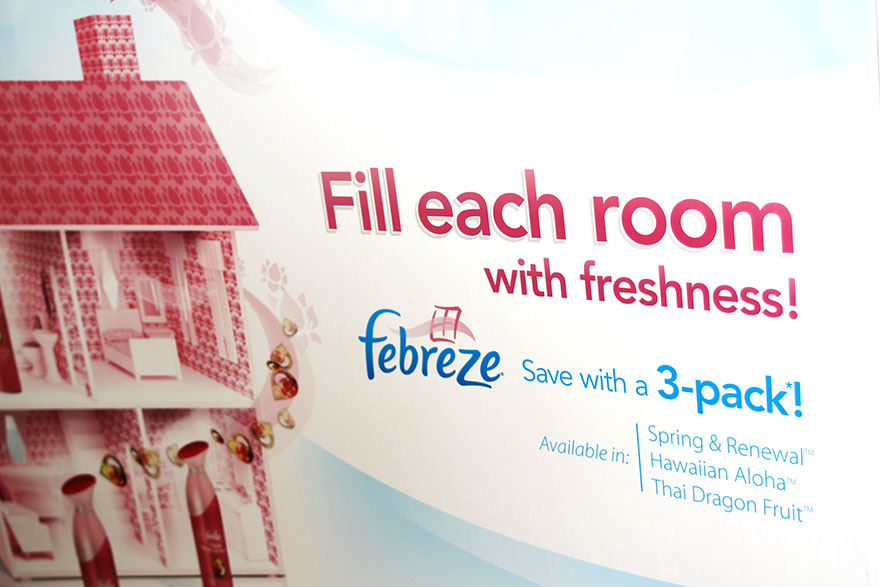 Fill each room
with freshness!
febreze Save with a 3-pack*!
Available in:
Spring & Renewal™
Hawaiian Aloha™
Thai Dragon Fruit™